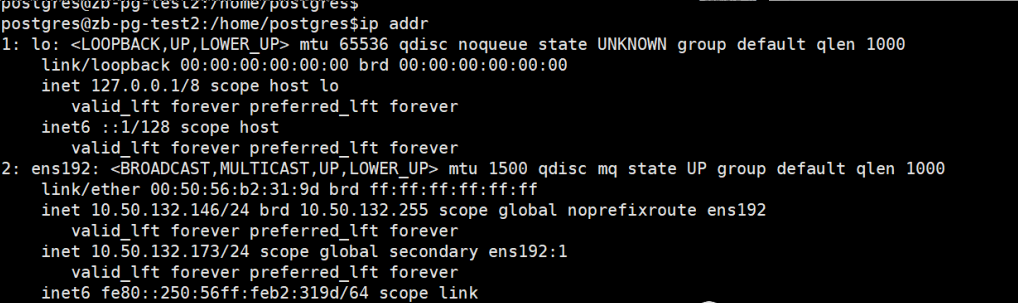 postgres@zb-pg-test2:/home/postgres$
postgres@zb-pg-test2:/home/postgres$ip addr
1: lo: <LOOPBACK,UP,LOWER_UP> mtu 65536 qdisc noqueue state UNKNOWN group default qlen 1000
    link/loopback 00:00:00:00:00:00 brd 00:00:00:00:00:00
    inet 127.0.0.1/8 scope host lo
       valid_lft forever preferred_lft forever
    inet6 ::1/128 scope host
       valid_lft forever preferred_lft forever
2: ens192: <BROADCAST,MULTICAST,UP,LOWER_UP> mtu 1500 qdisc mq state UP group default qlen 1000
    link/ether 00:50:56:b2:31:9d brd ff:ff:ff:ff:ff:ff
    inet 10.50.132.146/24 brd 10.50.132.255 scope global noprefixroute ens192
       valid_lft forever preferred_lft forever
    inet 10.50.132.173/24 scope global secondary ens192:1
       valid_lft forever preferred_lft forever
    inet6 fe80::250:56ff:feb2:319d/64 scope link